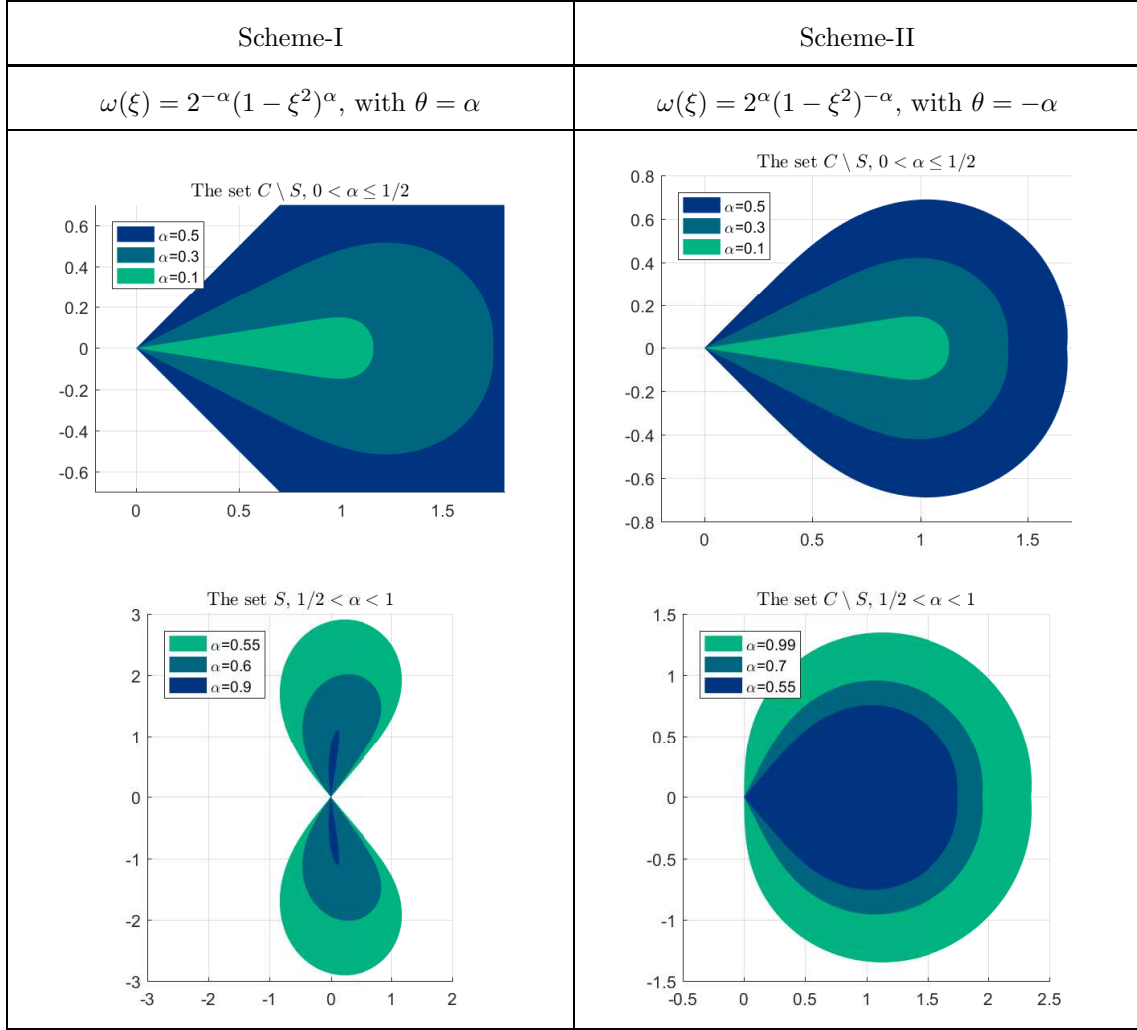 Scheme-I
Scheme-II
ω(ξ) = 2^{−α}(1 − ξ^2)^α, with θ = α
ω(ξ) = 2^α(1 − ξ^2)^{−α}, with θ = −α
The set C \ S, 0 < α ≤ 1/2
0.6
0.4
0.2
0
-0.2
-0.4
-0.6
α=0.5
α=0.3
α=0.1
0 0.5 1 1.5
The set C \ S, 0 < α ≤ 1/2
0.8
0.6
0.4
0.2
0
-0.2
-0.4
-0.6
-0.8
α=0.5
α=0.3
α=0.1
0 0.5 1 1.5
The set S, 1/2 < α < 1
3
2
1
0
-1
-2
-3
α=0.55
α=0.6
α=0.9
-3 -2 -1 0 1 2
The set C \ S, 1/2 < α < 1
1.5
1
0.5
0
-0.5
-1
-1.5
α=0.99
α=0.7
α=0.55
-0.5 0 0.5 1 1.5 2 2.5